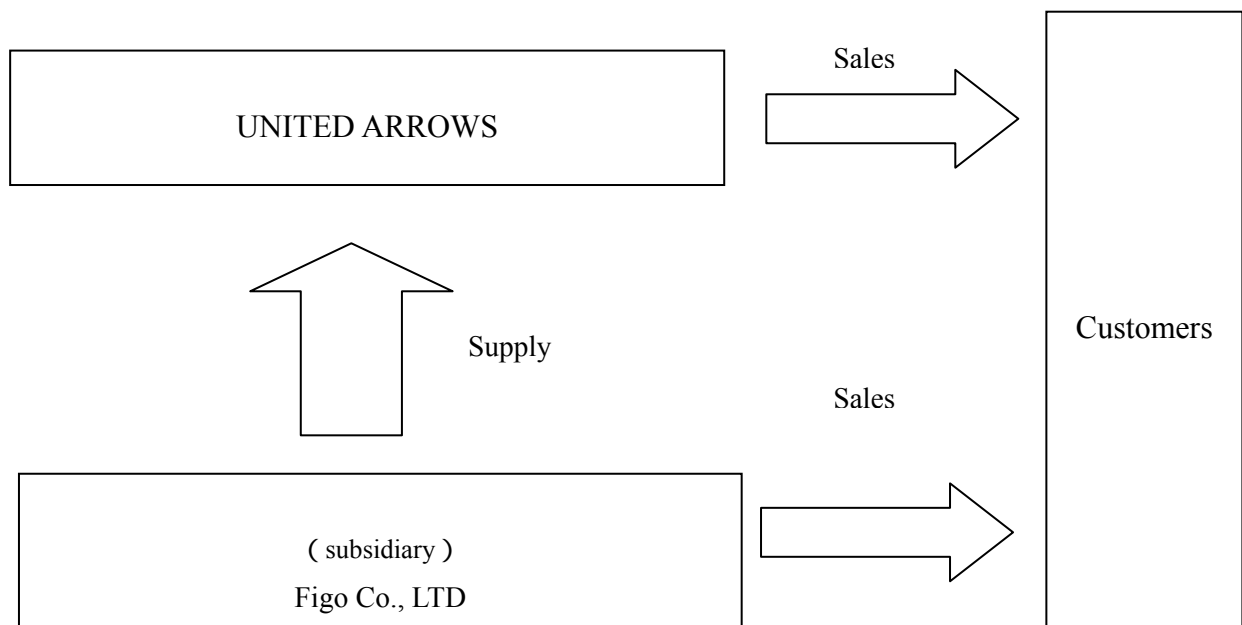 Sales
UNITED ARROWS
Supply
Customers
Sales
( subsidiary )
Figo Co., LTD